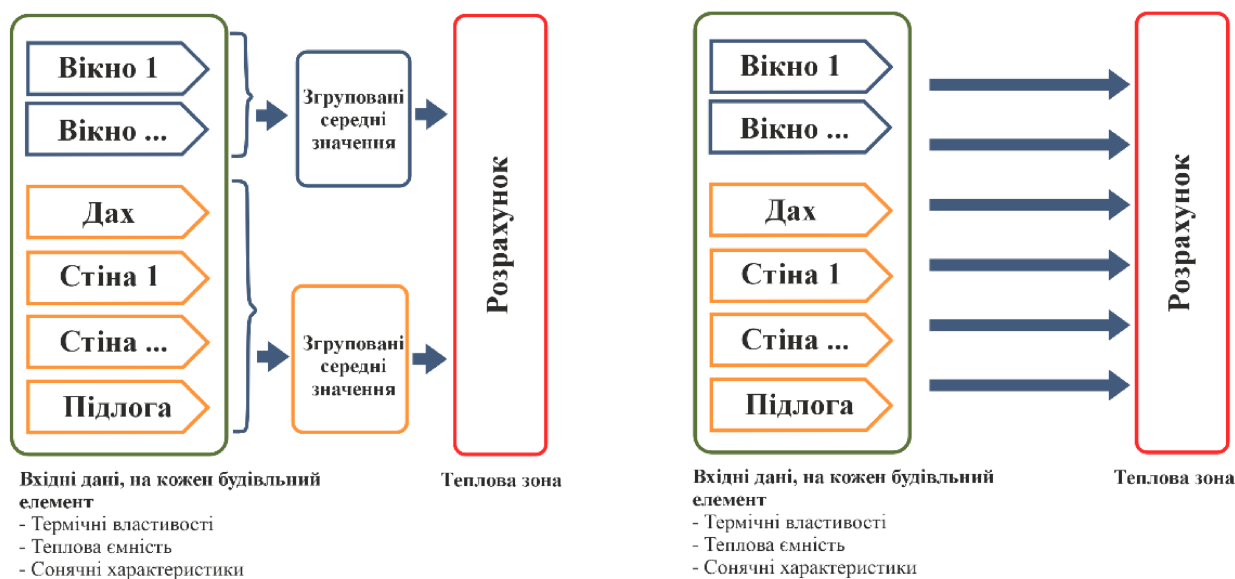 Вікно 1
Вікно ...
Дах
Стіна 1
Стіна ...
Підлога
Згруповані
середні
значення
Згруповані
середні
значення
Розрахунок
Вхідні дані, на кожен будівльний
елемент
- Термічні властивості
- Теплова ємність
- Сонячні характеристики
Теплова зона
Вікно 1
Вікно ...
Дах
Стіна 1
Стіна ...
Підлога
Розрахунок
Вхідні дані, на кожен будівльний
елемент
- Термічні властивості
- Теплова ємність
- Сонячні характеристики
Теплова зона